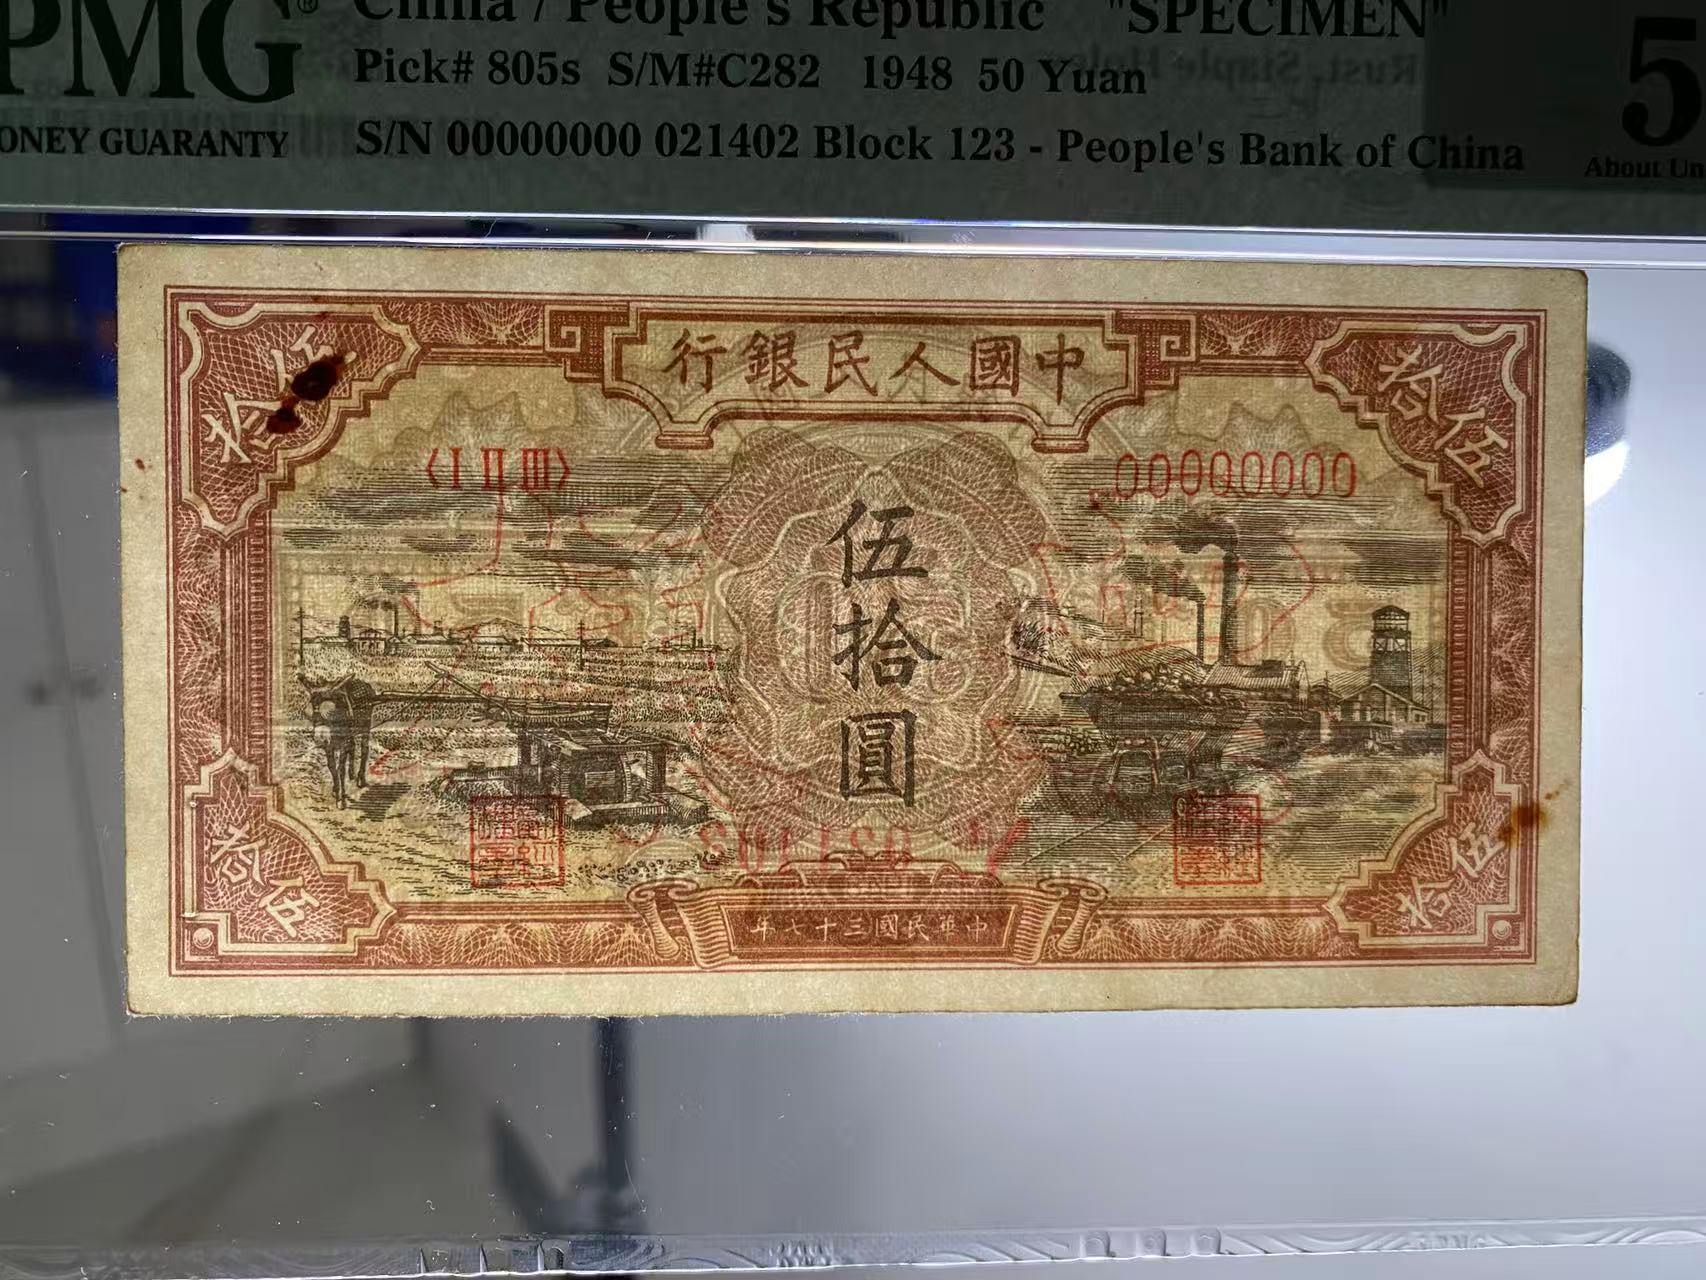 PMG®
China / People's Republic "SPECIMEN"
Pick# 805s S/M#C282 1948 50 Yuan
S/N 00000000 021402 Block 123 - People's Bank of China
ONEY GUARANTY
5
About Un
行銀民人國中
拾伍
拾伍
〈I II III〉
00000000
伍拾圓
拾伍
拾伍
年七十三國民華中